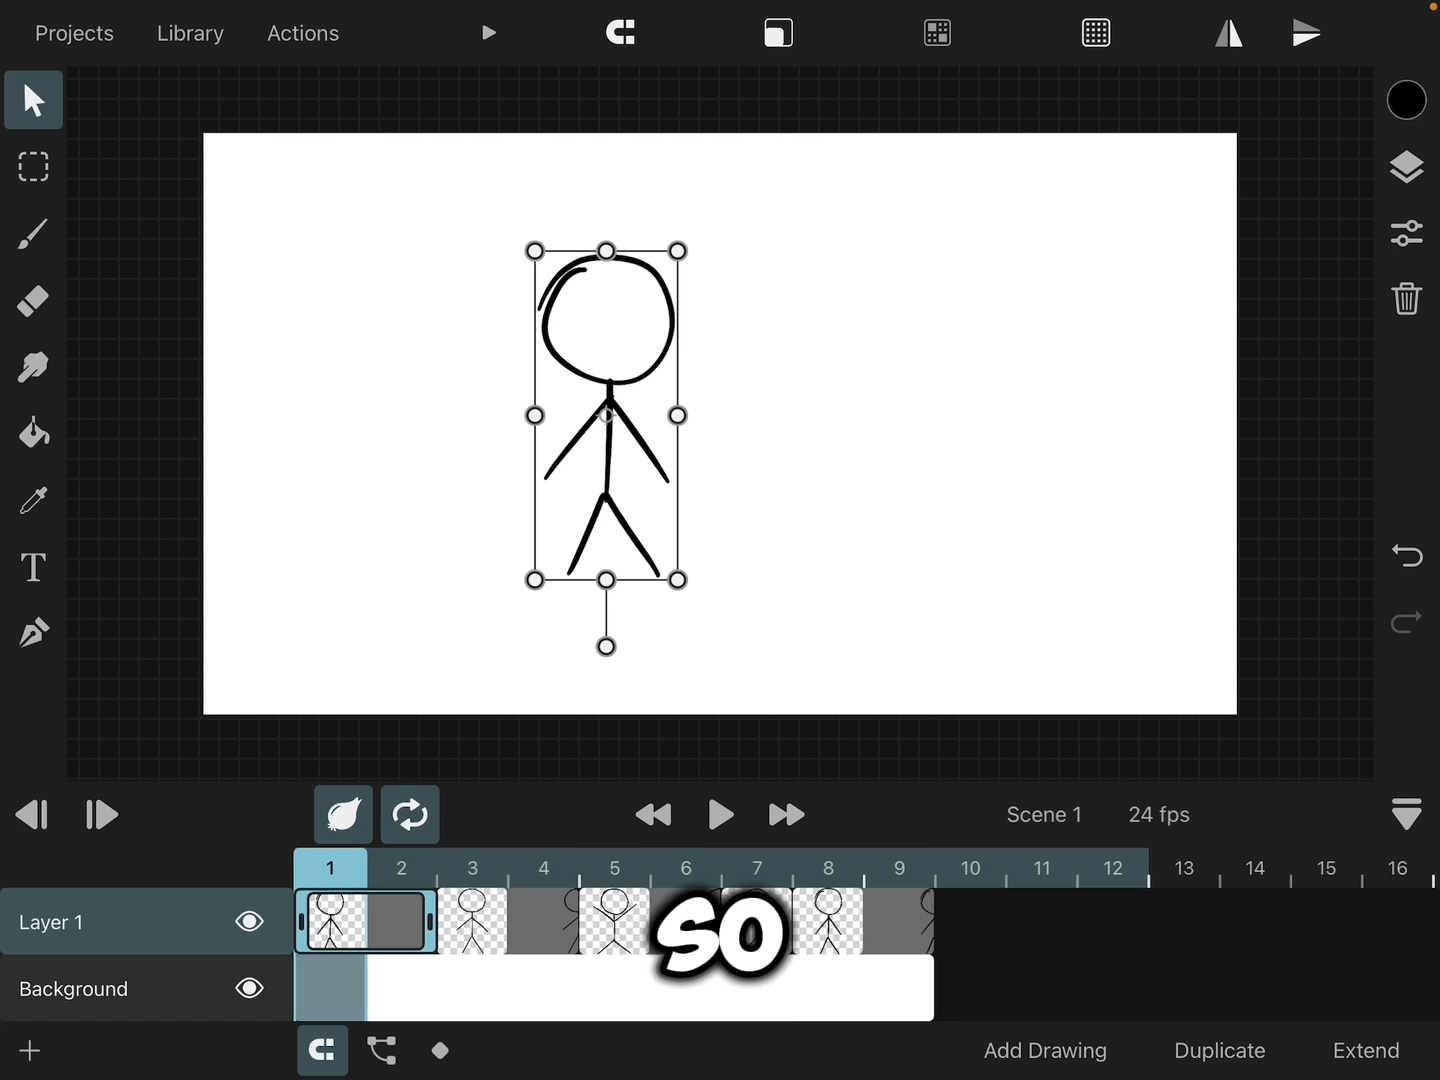 Projects Library Actions
T
Scene 1 24 fps
1 2 3 4 5 6 7 8 9 10 11 12 13 14 15 16
Layer 1
SO
Background
Add Drawing Duplicate Extend